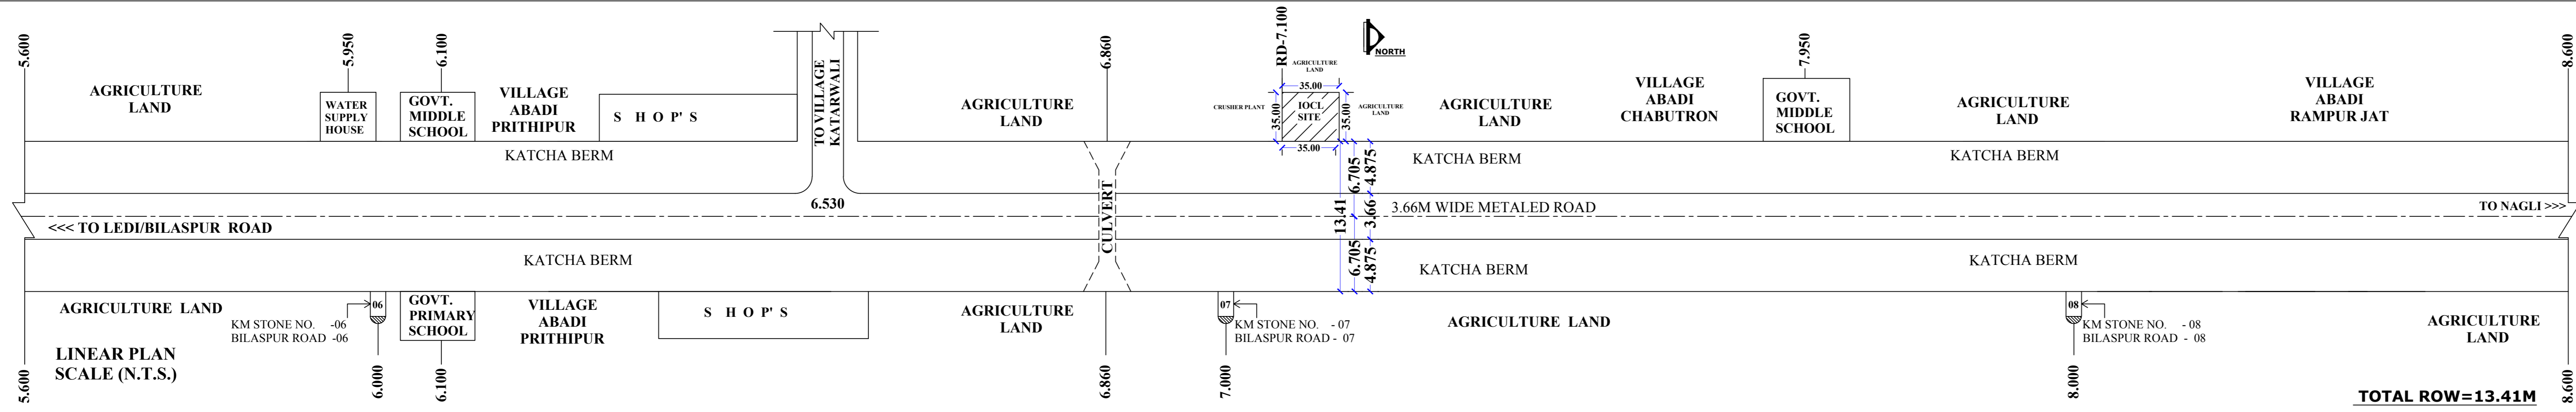 5.600
5.950
6.100
6.860
RD-7.100
NORTH
7.950
8.600
AGRICULTURE
LAND
WATER
SUPPLY
HOUSE
GOVT.
MIDDLE
SCHOOL
VILLAGE
ABADI
PRITHIPUR
S H O P' S
TO VILLAGE
KATARWALI
AGRICULTURE
LAND
CRUSHER PLANT
AGRICULTURE
LAND
35.00
35.00
IOCL
SITE
35.00
35.00
AGRICULTURE
LAND
AGRICULTURE
LAND
VILLAGE
ABADI
CHABUTRON
GOVT.
MIDDLE
SCHOOL
AGRICULTURE
LAND
VILLAGE
ABADI
RAMPUR JAT
KATCHA BERM
KATCHA BERM
KATCHA BERM
6.705
4.875
6.530
13.41
3.66
3.66M WIDE METALED ROAD
TO NAGLI >>>
<<< TO LEDI/BILASPUR ROAD
CULVERT
6.705
4.875
KATCHA BERM
KATCHA BERM
KATCHA BERM
AGRICULTURE LAND
06
KM STONE NO. -06
BILASPUR ROAD -06
GOVT.
PRIMARY
SCHOOL
VILLAGE
ABADI
PRITHIPUR
S H O P' S
AGRICULTURE
LAND
07
KM STONE NO. - 07
BILASPUR ROAD - 07
AGRICULTURE LAND
08
KM STONE NO. - 08
BILASPUR ROAD - 08
AGRICULTURE
LAND
LINEAR PLAN
SCALE (N.T.S.)
5.600
6.000
6.100
6.860
7.000
8.000
8.600
TOTAL ROW=13.41M